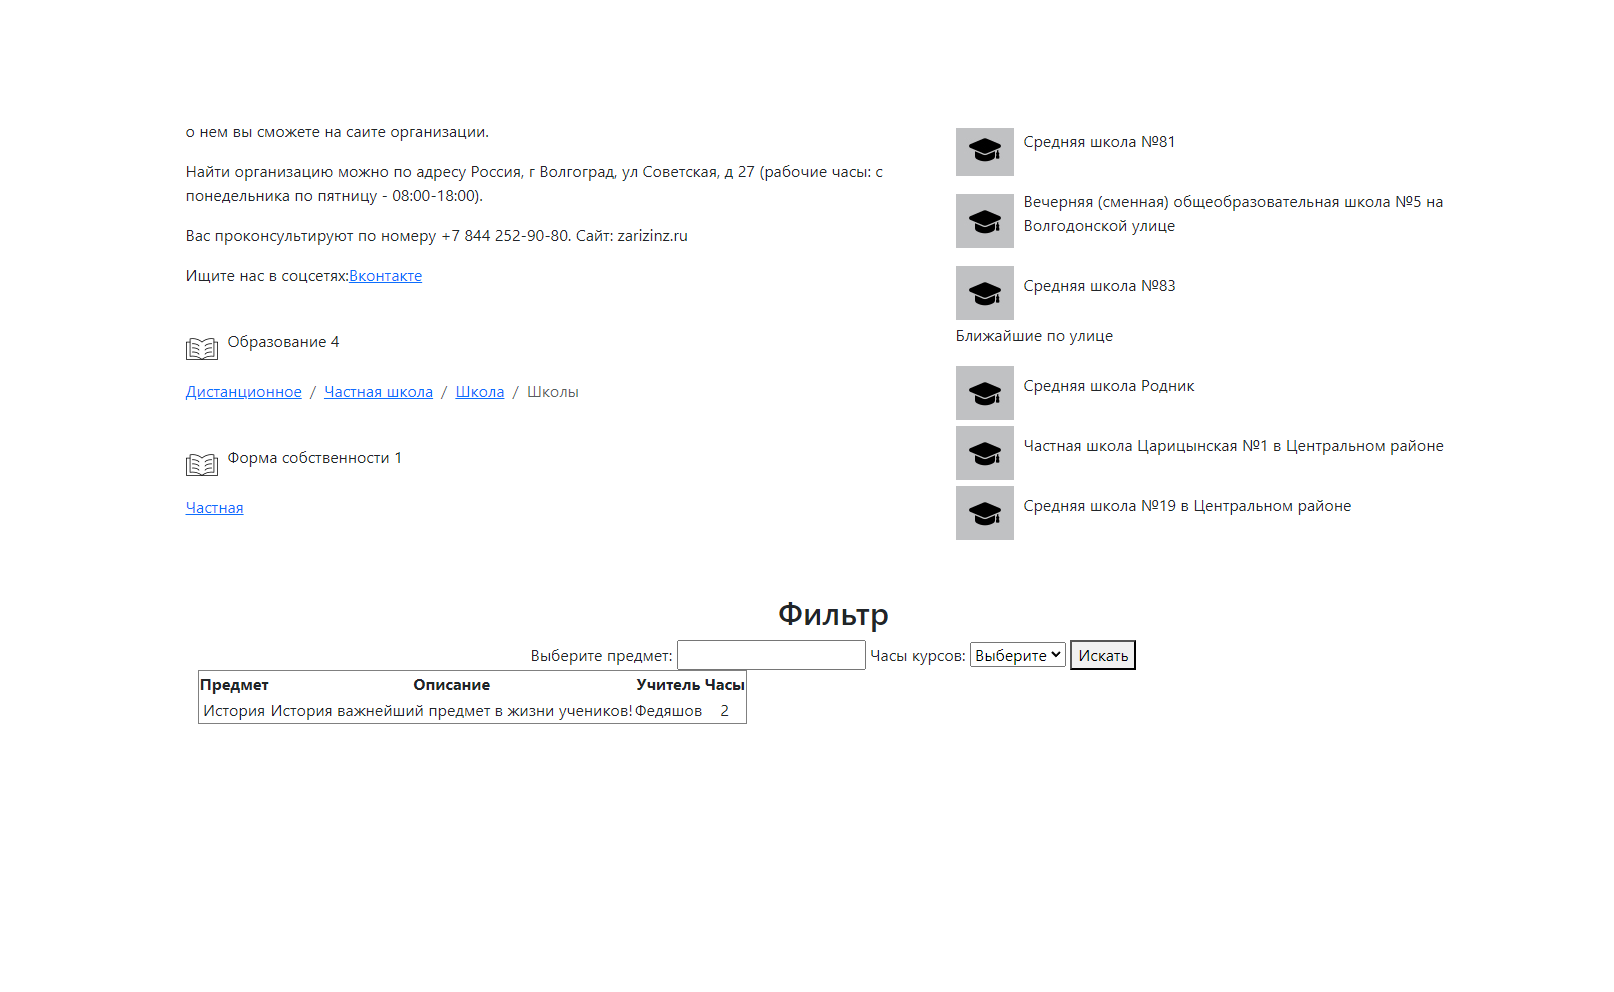 о нем вы сможете на сайте организации.
Найти организацию можно по адресу Россия, г Волгоград, ул Советская, д 27 (рабочие часы: с
понедельника по пятницу - 08:00-18:00).
Вас проконсультируют по номеру +7 844 252-90-80. Сайт: zarizinz.ru
Ищите нас в соцсетях:Вконтакте
Образование 4
Дистанционное / Частная школа / Школа / Школы
Форма собственности 1
Частная
Средняя школа №81
Вечерняя (сменная) общеобразовательная школа №5 на
Волгодонской улице
Средняя школа №83
Ближайшие по улице
Средняя школа Родник
Частная школа Царицынская №1 в Центральном районе
Средняя школа №19 в Центральном районе
Фильтр
Выберите предмет: Часы курсов: Выберите Искать
Предмет Описание Учитель Часы
История История важнейший предмет в жизни учеников! Федяшов 2